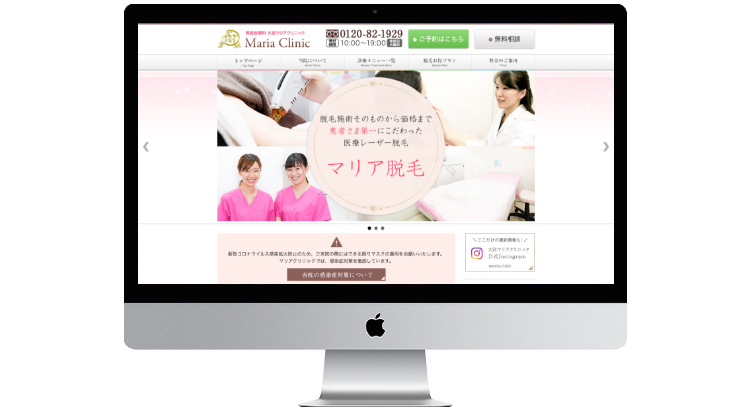 美容皮膚科 大宮マリアクリニック
Maria Clinic
0120-82-1929
10:00〜19:00
ご予約はこちら
無料相談
トップページ
当院について
診療メニュー一覧
脱毛お得プラン
料金のご案内
脱毛施術そのものから価格まで
患者さま第一にこだわった
医療レーザー脱毛
マリア脱毛
新型コロナウイルス感染拡大防止のため、ご来院の際にはできる限りマスクの着用をお願いいたします。
マリアクリニックでは、感染症対策を徹底しています。
当院の感染症対策について
＼ ここだけの最新情報も! ／
大宮マリアクリニック
公式Instagram
maria.clinic